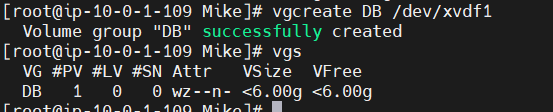 [root@ip-10-0-1-109 Mike]# vgcreate DB /dev/xvdf1
  Volume group "DB" successfully created
[root@ip-10-0-1-109 Mike]# vgs
  VG #PV #LV #SN Attr   VSize  VFree
  DB   1   0   0 wz--n- <6.00g <6.00g
[root@ip-10-0-1-109 Mike]#